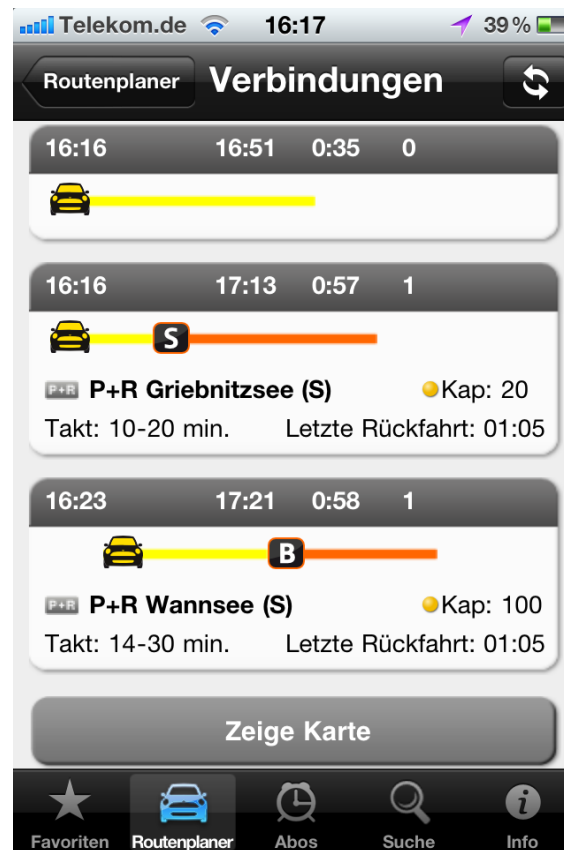 Telekom.de 16:17 39 %
Routenplaner Verbindungen
16:16 16:51 0:35 0
16:16 17:13 0:57 1
S
P+R P+R Griebnitzsee (S) Kap: 20
Takt: 10-20 min. Letzte Rückfahrt: 01:05
16:23 17:21 0:58 1
B
P+R P+R Wannsee (S) Kap: 100
Takt: 14-30 min. Letzte Rückfahrt: 01:05
Zeige Karte
Favoriten Routenplaner Abos Suche Info